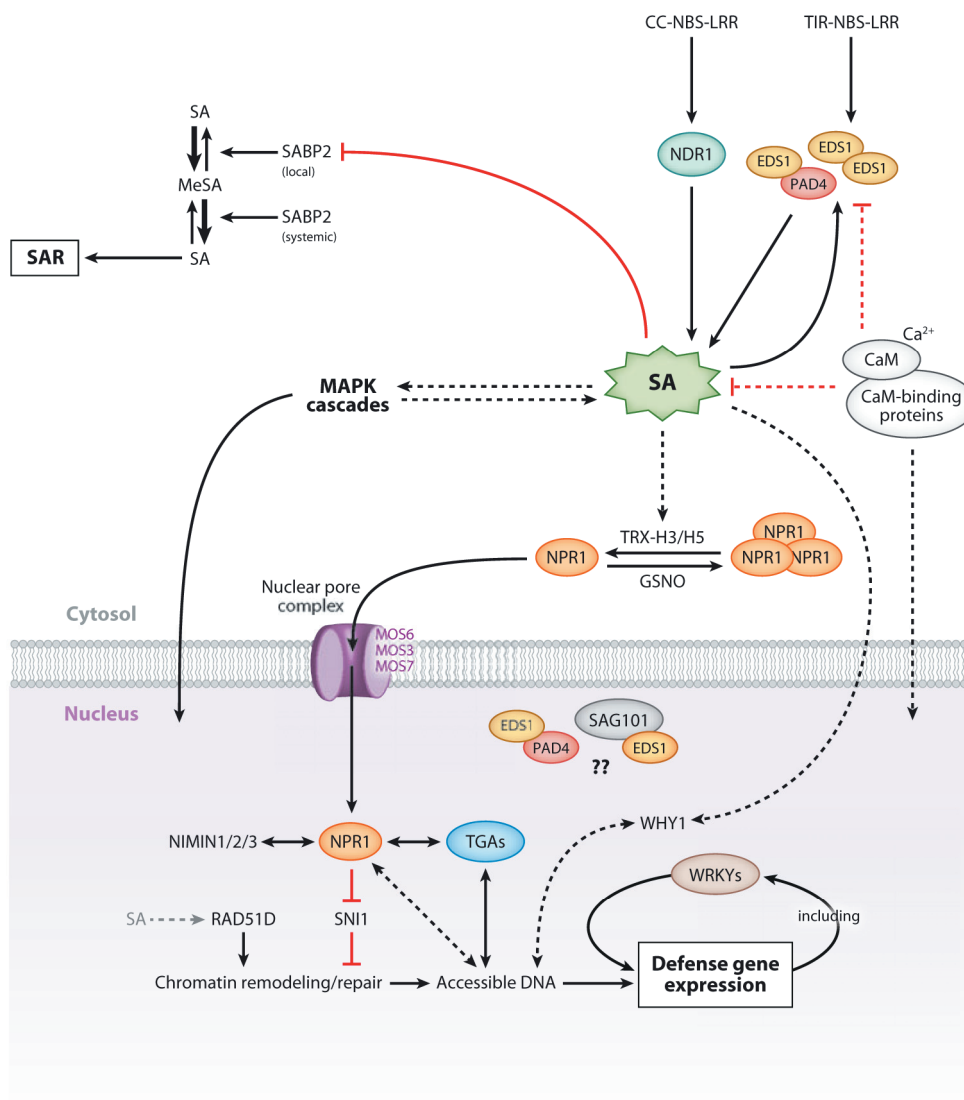 CC-NBS-LRR
TIR-NBS-LRR
SA
SABP2
(local)
MeSA
SABP2
(systemic)
SA
SAR
NDR1
EDS1
PAD4
EDS1
EDS1
SA
MAPK
cascades
Ca2+
CaM
CaM-binding
proteins
TRX-H3/H5
GSNO
NPR1
NPR1
NPR1
NPR1
Nuclear pore
complex
MOS6
MOS3
MOS7
Cytosol
Nucleus
EDS1
PAD4
SAG101
EDS1
??
WHY1
NIMIN1/2/3
NPR1
TGAs
WRKYs
including
SA
RAD51D
SNI1
Chromatin remodeling/repair
Accessible DNA
Defense gene
expression